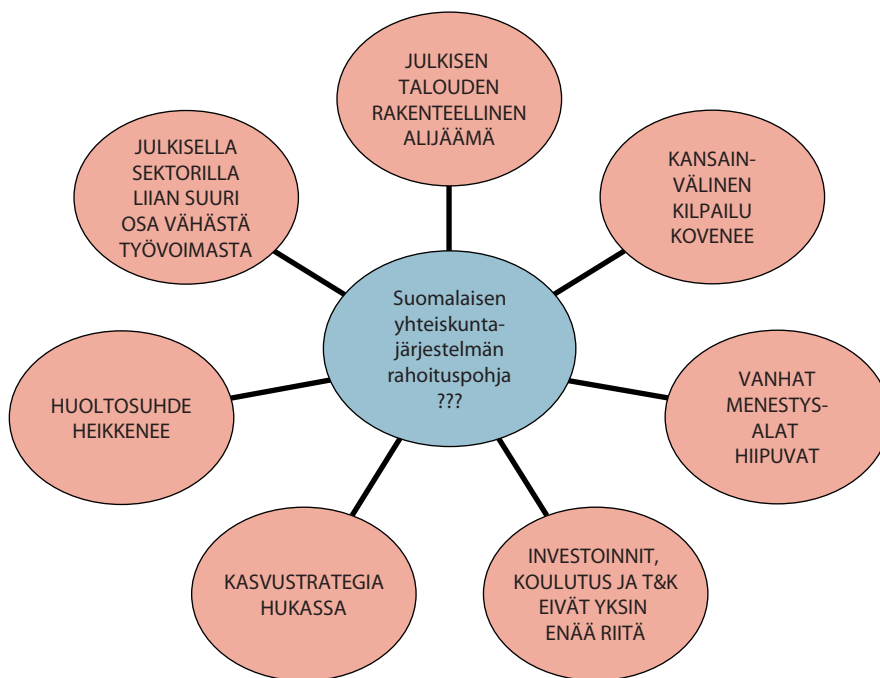 JULKISEN
TALOUDEN
RAKENTEELLINEN
ALIJÄÄMÄ
KANSAIN-
VÄLINEN
KILPAILU
KOVENEE
VANHAT
MENESTYS-
ALAT
HIIPUVAT
INVESTOINNIT,
KOULUTUS JA T&K
EIVÄT YKSIN
ENÄÄ RIITÄ
KASVUSTRATEGIA
HUKASSA
HUOLTOSUHDE
HEIKKENEE
JULKISELLA
SEKTORILLA
LIIAN SUURI
OSA VÄHÄSTÄ
TYÖVOIMASTA
Suomalaisen
yhteiskunta-
järjestelmän
rahoituspohja
???